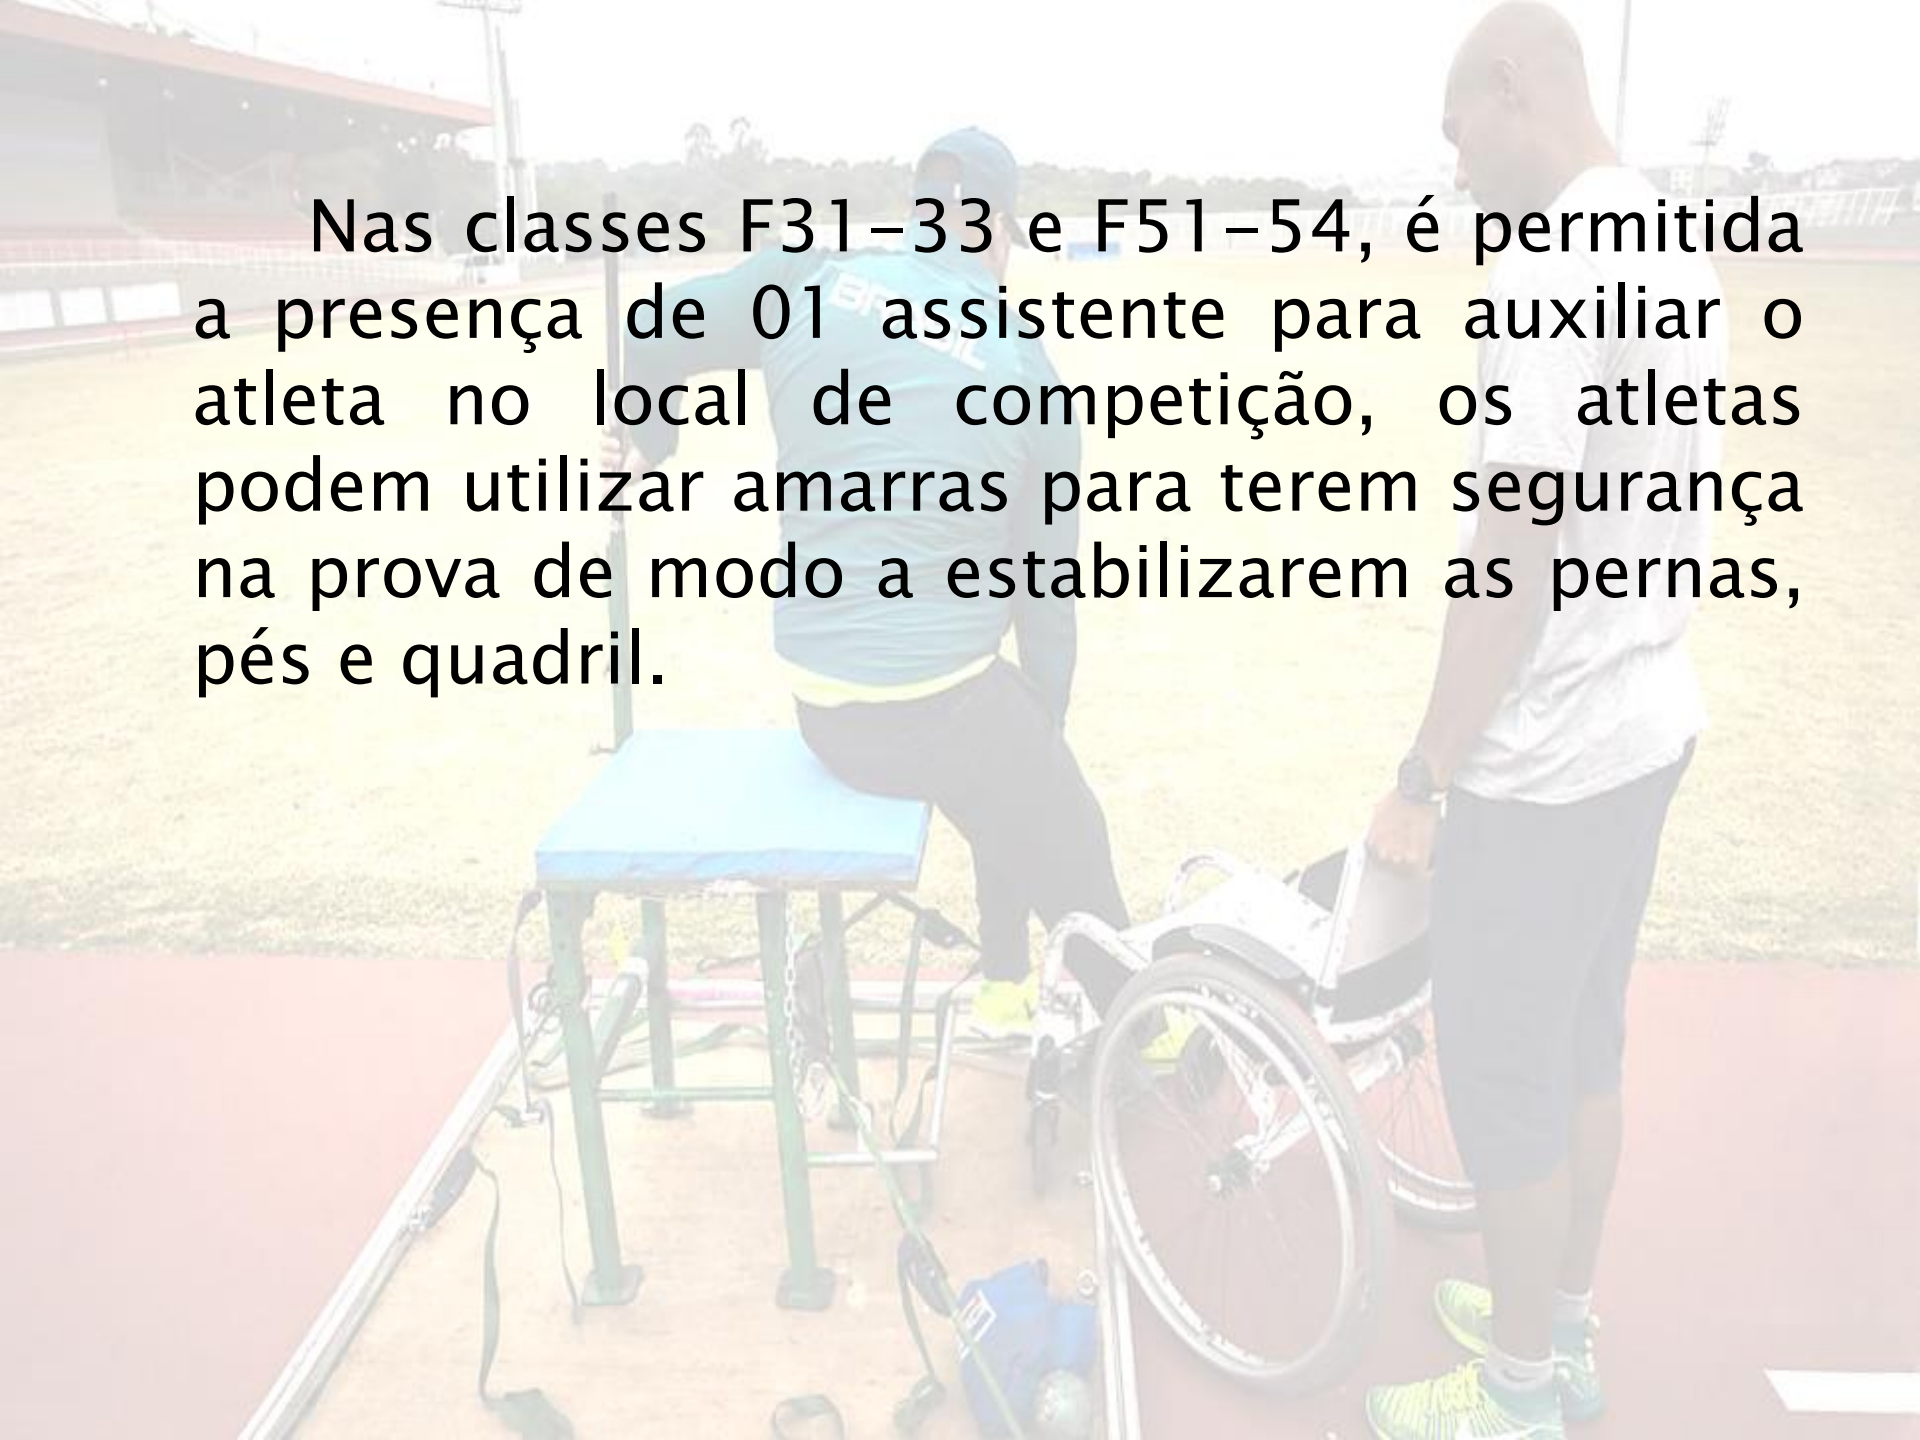 Nas classes F31-33 e F51-54, é permitida
a presença de 01 assistente para auxiliar o
atleta no local de competição, os atletas
podem utilizar amarras para terem segurança
na prova de modo a estabilizarem as pernas,
pés e quadril.